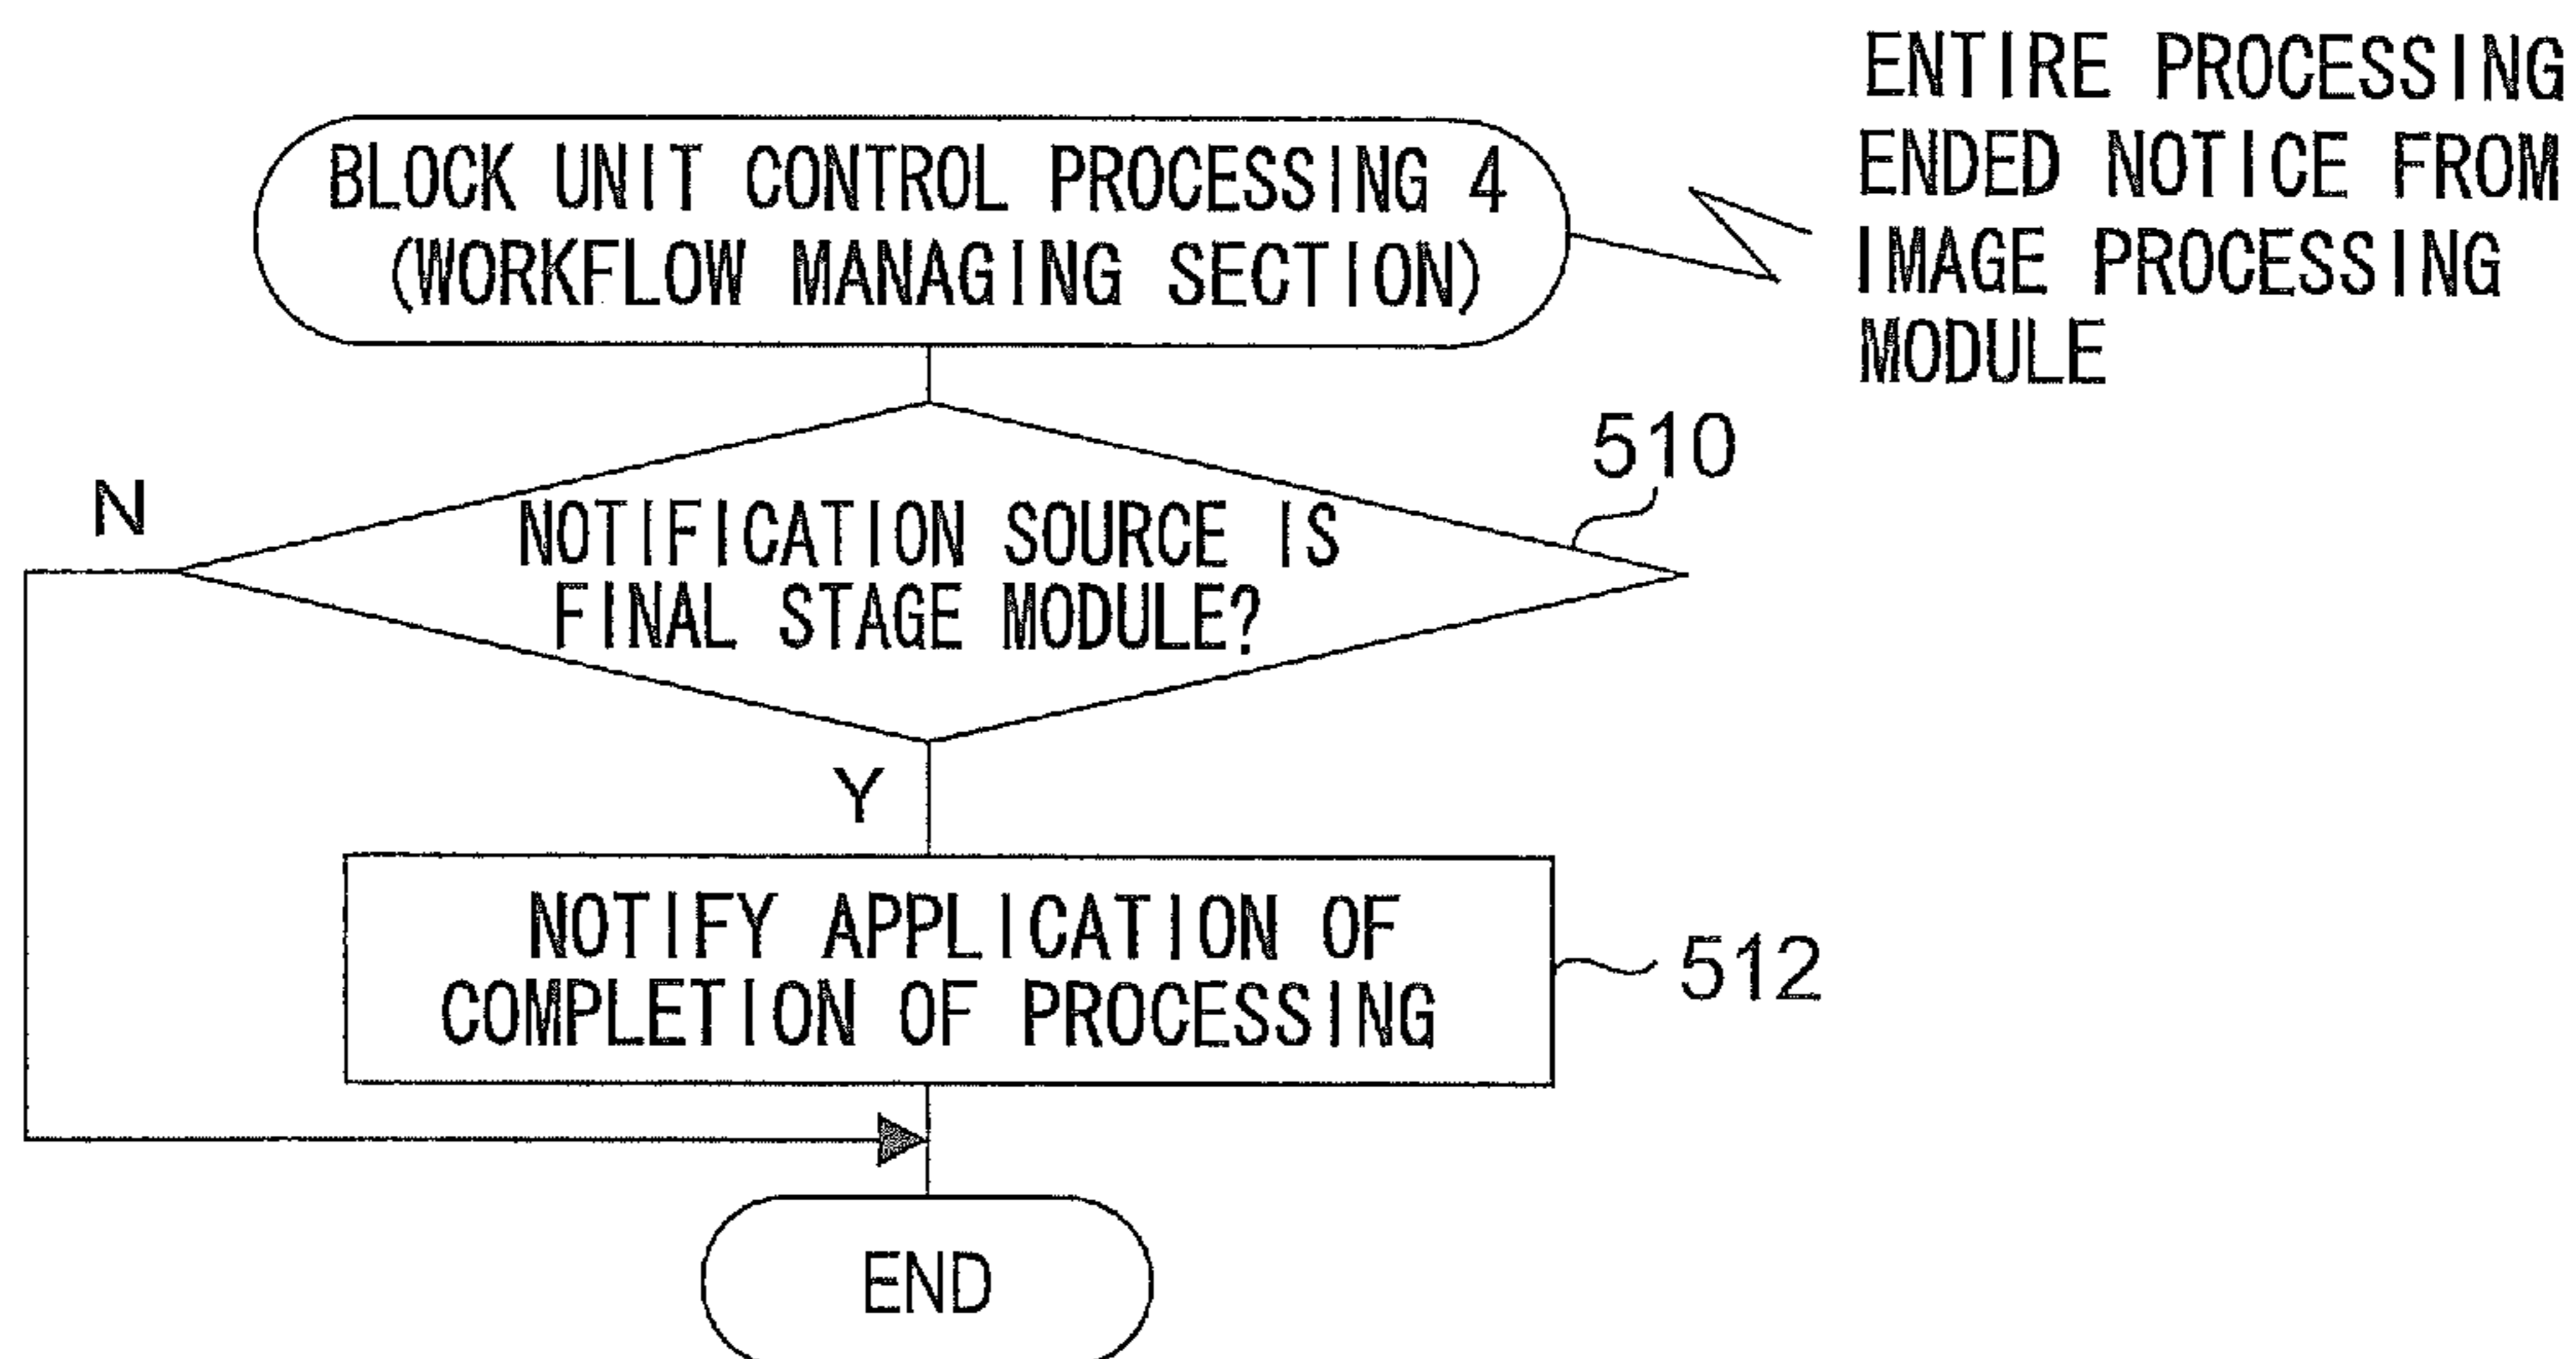 BLOCK UNIT CONTROL PROCESSING 4
(WORKFLOW MANAGING SECTION)
ENTIRE PROCESSING
ENDED NOTICE FROM
IMAGE PROCESSING
MODULE
510
N
NOTIFICATION SOURCE IS
FINAL STAGE MODULE?
Y
NOTIFY APPLICATION OF
COMPLETION OF PROCESSING
512
END